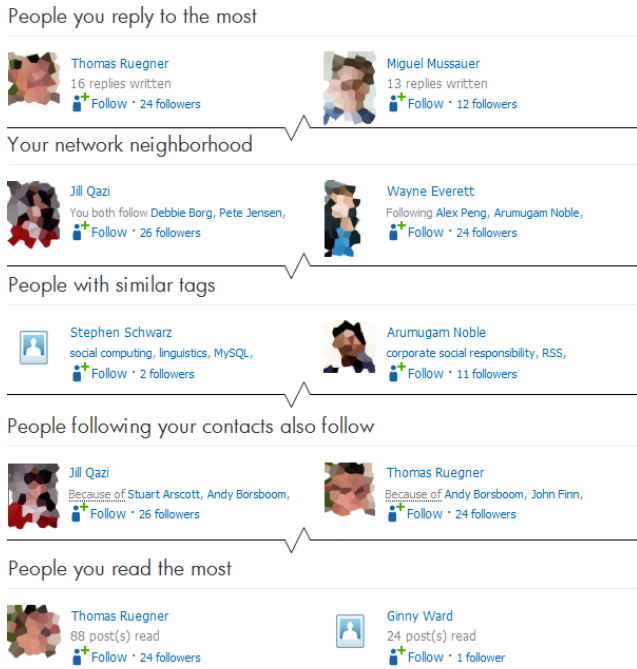 People you reply to the most
Thomas Ruegner
16 replies written
Follow · 24 followers
Miguel Mussauer
13 replies written
Follow · 12 followers
Your network neighborhood
Jill Qazi
You both follow Debbie Borg, Pete Jensen,
Follow · 26 followers
Wayne Everett
Following Alex Peng, Arumugam Noble,
Follow · 24 followers
People with similar tags
Stephen Schwarz
social computing, linguistics, MySQL,
Follow · 2 followers
Arumugam Noble
corporate social responsibility, RSS,
Follow · 11 followers
People following your contacts also follow
Jill Qazi
Because of Stuart Arscott, Andy Borsboom,
Follow · 26 followers
Thomas Ruegner
Because of Andy Borsboom, John Finn,
Follow · 24 followers
People you read the most
Thomas Ruegner
88 post(s) read
Follow · 24 followers
Ginny Ward
24 post(s) read
Follow · 1 follower